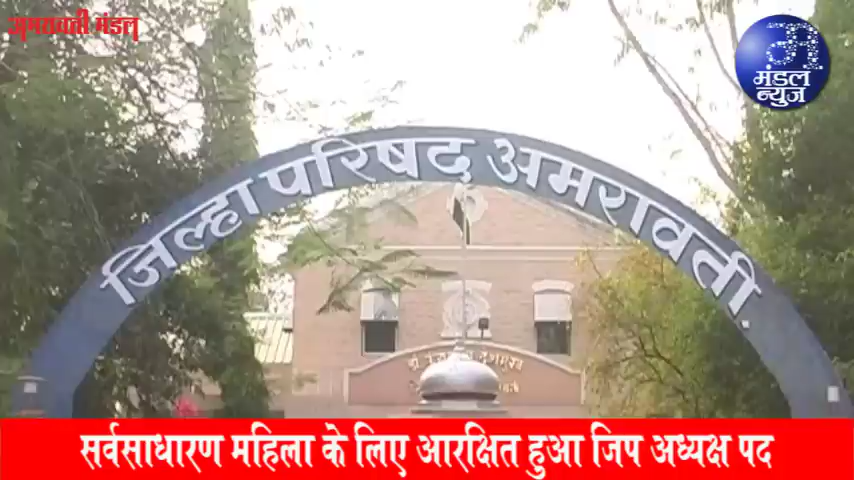 अमरावती मंडल
मंडल
न्युज
जिल्हा परिषद अमरावती
सर्वसाधारण महिला के लिए आरक्षित हुआ जिप अध्यक्ष पद